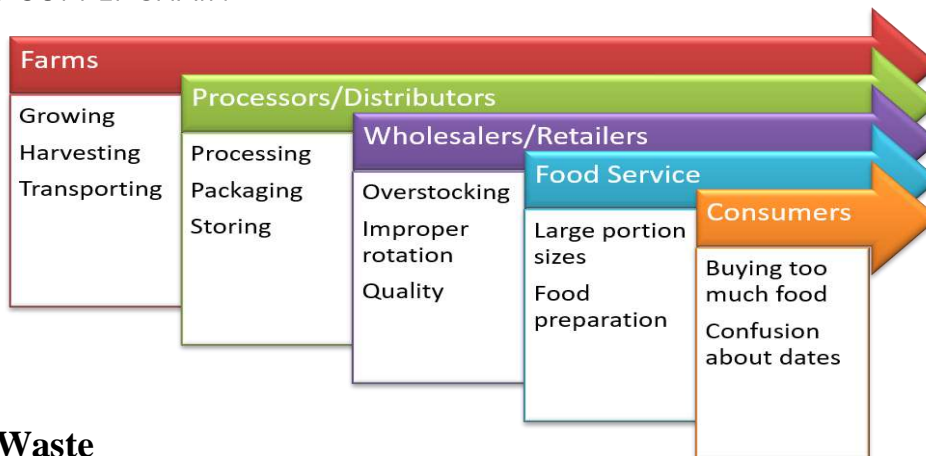 Farms
Growing
Harvesting
Transporting
Processors/Distributors
Processing
Packaging
Storing
Wholesalers/Retailers
Overstocking
Improper
rotation
Quality
Food Service
Large portion
sizes
Food
preparation
Consumers
Buying too
much food
Confusion
about dates
Waste